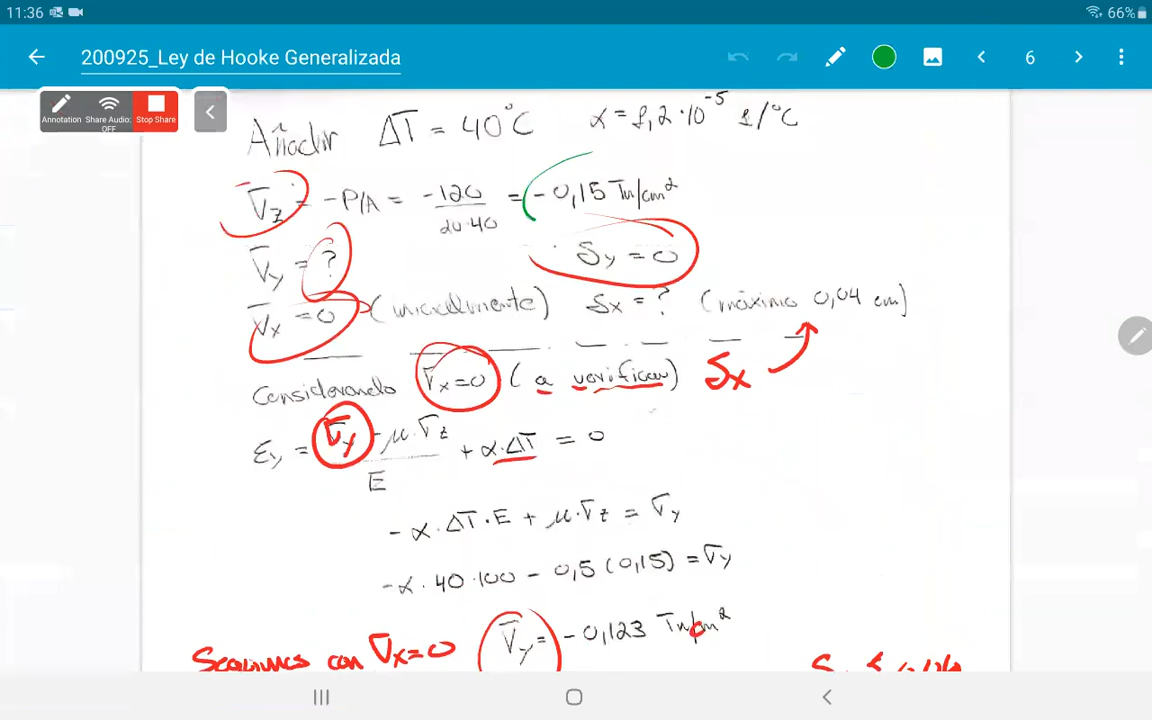 11:36 66%
200925_Ley de Hooke Generalizada 6
Annotation Share Audio: OFF Stop Share
Añadir ΔT = 40°C α = 1,2·10⁻⁵ 1/°C
σz = -P/A = -120/20·40 = -0,15 Tn/cm²
σy = ? δy = 0
σx = 0 (inicialmente) δx = ? (máximo 0,04 cm)
Considerando σx=0 (a verificar) δx
εy = (σy - μ·σz)/E + α·ΔT = 0
-α·ΔT·E + μ·σz = σy
-α·40·100 - 0,5(0,15) = σy
σy = -0,123 Tn/cm²
Seguimos con σx=0